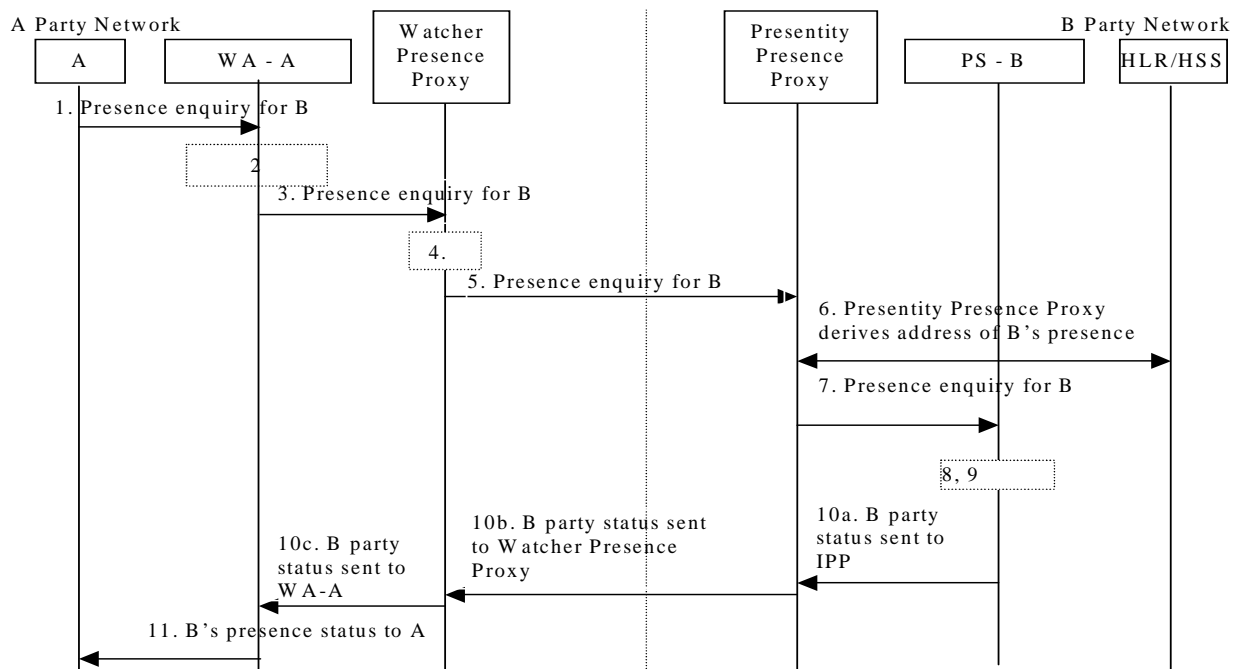 A Party Network
B Party Network
A
WA - A
Watcher
Presence
Proxy
Presentity
Presence
Proxy
PS - B
HLR/HSS
1. Presence enquiry for B
2
3. Presence enquiry for B
4.
5. Presence enquiry for B
6. Presentity Presence Proxy
derives address of B's presence
7. Presence enquiry for B
8, 9
10a. B party
status sent to
IPP
10b. B party status sent
to Watcher Presence
Proxy
10c. B party
status sent to
WA-A
11. B's presence status to A